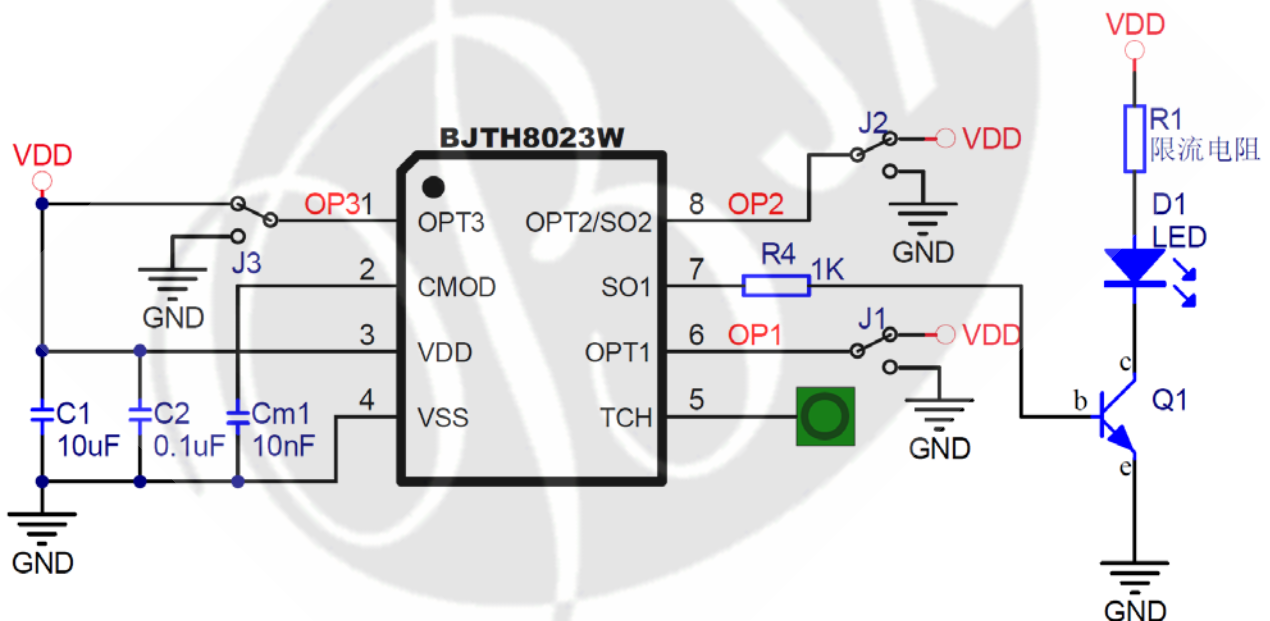 VDD
BJTH8023W
J2
VDD
VDD
R1
限流电阻
OP3
1
OPT3
OPT2/SO2
8
OP2
GND
D1
LED
J3
GND
2
CMOD
SO1
7
R4
1K
3
VDD
OPT1
6
OP1
J1
VDD
4
VSS
TCH
5
GND
C1
10uF
C2
0.1uF
Cm1
10nF
c
b
Q1
e
GND
GND